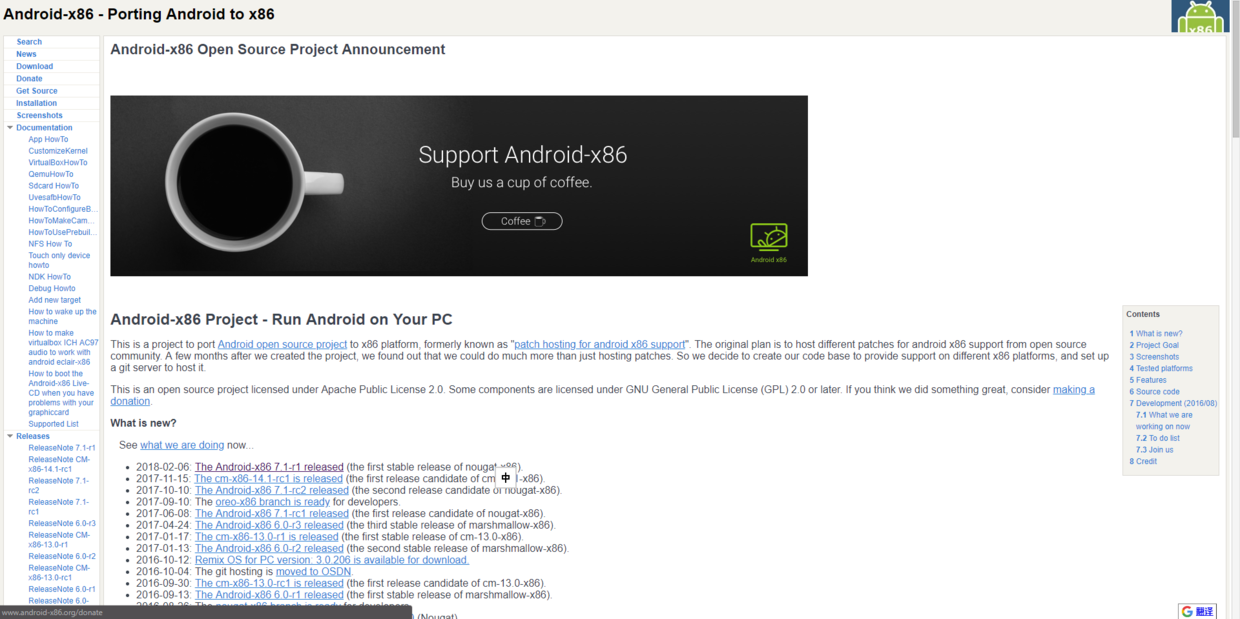 Android-x86 - Porting Android to x86
x86
Search
News
Download
Donate
Get Source
Installation
Screenshots
Documentation
App HowTo
CustomizeKernel
VirtualBoxHowTo
QemuHowTo
Sdcard HowTo
UvesafbHowTo
HowToConfigureB...
HowToMakeCam...
HowToUsePrebuil...
NFS How To
Touch only device
howto
NDK HowTo
Debug Howto
Add new target
How to wake up the
machine
How to make
virtualbox ICH AC97
audio to work with
android eclair-x86
How to boot the
Android-x86 Live-
CD when you have
problems with your
graphiccard
Supported List
Releases
ReleaseNote 7.1-r1
ReleaseNote CM-
x86-14.1-rc1
ReleaseNote 7.1-
rc2
ReleaseNote 7.1-
rc1
ReleaseNote 6.0-r3
ReleaseNote CM-
x86-13.0-r1
ReleaseNote 6.0-r2
ReleaseNote CM-
x86-13.0-rc1
ReleaseNote 6.0-r1
ReleaseNote 6.0-
www.android-x86.org/donate
Android-x86 Open Source Project Announcement
Support Android-x86
Buy us a cup of coffee.
Coffee
Android x86
Android-x86 Project - Run Android on Your PC
This is a project to port Android open source project to x86 platform, formerly known as "patch hosting for android x86 support". The original plan is to host different patches for android x86 support from open source
community. A few months after we created the project, we found out that we could do much more than just hosting patches. So we decide to create our code base to provide support on different x86 platforms, and set up
a git server to host it.
This is an open source project licensed under Apache Public License 2.0. Some components are licensed under GNU General Public License (GPL) 2.0 or later. If you think we did something great, consider making a
donation.
What is new?
See what we are doing now...
2018-02-06: The Android-x86 7.1-r1 released (the first stable release of nougat-x86).
2017-11-15: The cm-x86-14.1-rc1 is released (the first release candidate of cm 1-x86).
中
2017-10-10: The Android-x86 7.1-rc2 released (the second release candidate of nougat-x86).
2017-09-10: The oreo-x86 branch is ready for developers.
2017-06-08: The Android-x86 7.1-rc1 released (the first release candidate of nougat-x86).
2017-04-24: The Android-x86 6.0-r3 released (the third stable release of marshmallow-x86).
2017-01-17: The cm-x86-13.0-r1 is released (the first stable release of cm-13.0-x86).
2017-01-13: The Android-x86 6.0-r2 released (the second stable release of marshmallow-x86).
2016-10-12: Remix OS for PC version: 3.0.206 is available for download.
2016-10-04: The git hosting is moved to OSDN.
2016-09-30: The cm-x86-13.0-rc1 is released (the first release candidate of cm-13.0-x86).
2016-09-13: The Android-x86 6.0-r1 released (the first stable release of marshmallow-x86).
(Nougat)
Contents
1 What is new?
2 Project Goal
3 Screenshots
4 Tested platforms
5 Features
6 Source code
7 Development (2016/08)
7.1 What we are
working on now
7.2 To do list
7.3 Join us
8 Credit
G 翻译